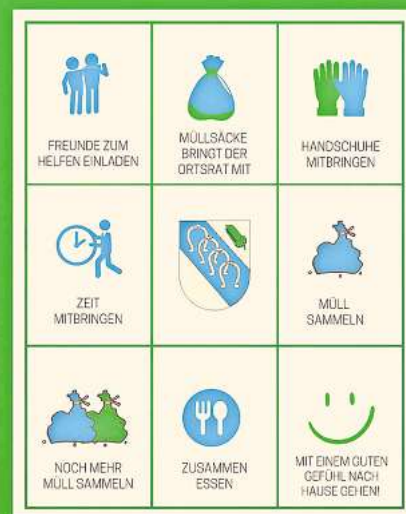 FREUNDE ZUM
HELFEN EINLADEN
MÜLLSÄCKE
BRINGT DER
ORTSRAT MIT
HANDSCHUHE
MITBRINGEN
ZEIT
MITBRINGEN
MÜLL
SAMMELN
NOCH MEHR
MÜLL SAMMELN
ZUSAMMEN
ESSEN
MIT EINEM GUTEN
GEFÜHL NACH
HAUSE GEHEN!